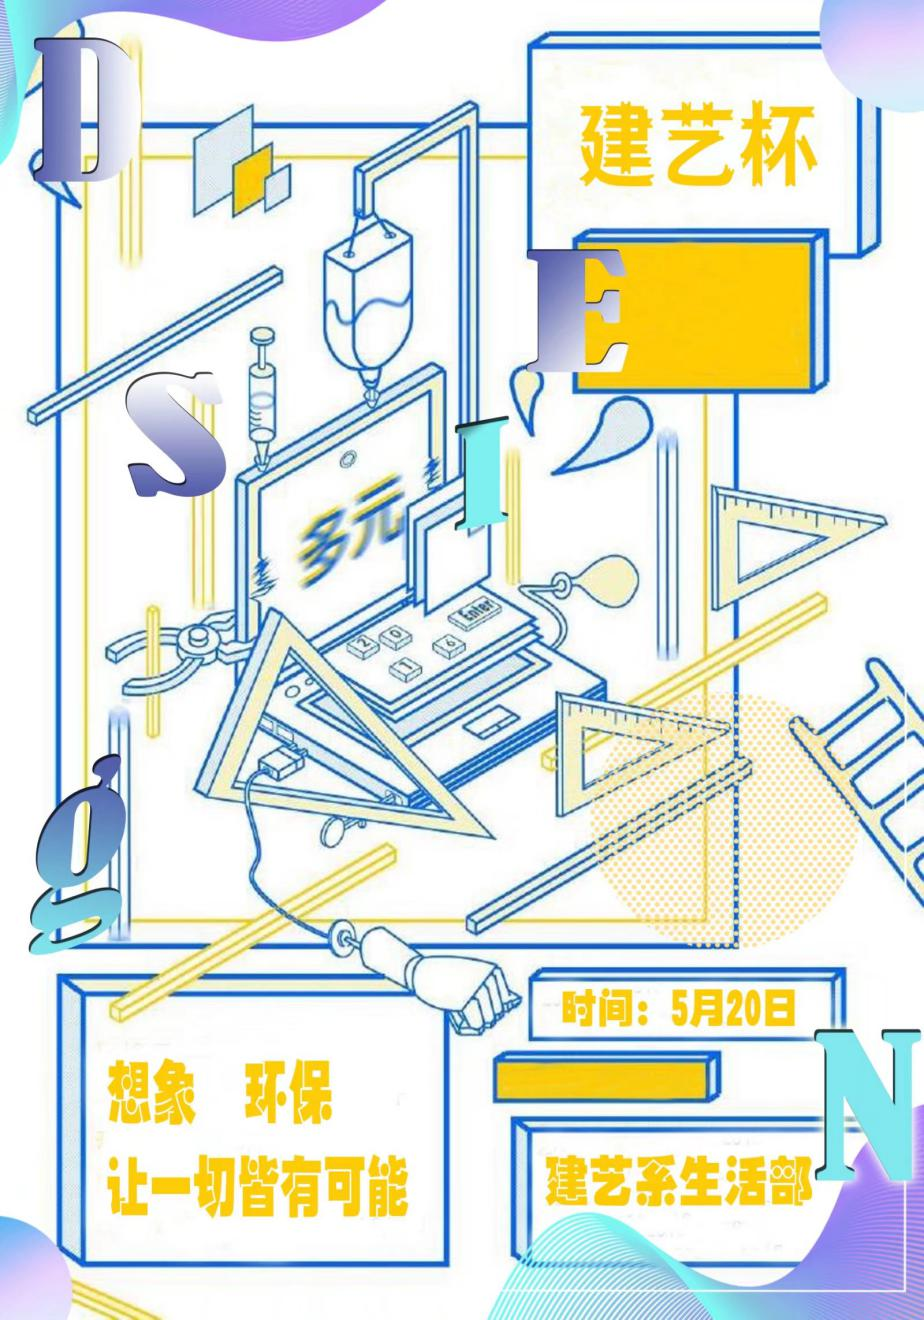 D
建艺杯
E
S
I
多元
Enter
2 0
1 6
g
时间：5月20日
N
想象 环保
让一切皆有可能
建艺系生活部